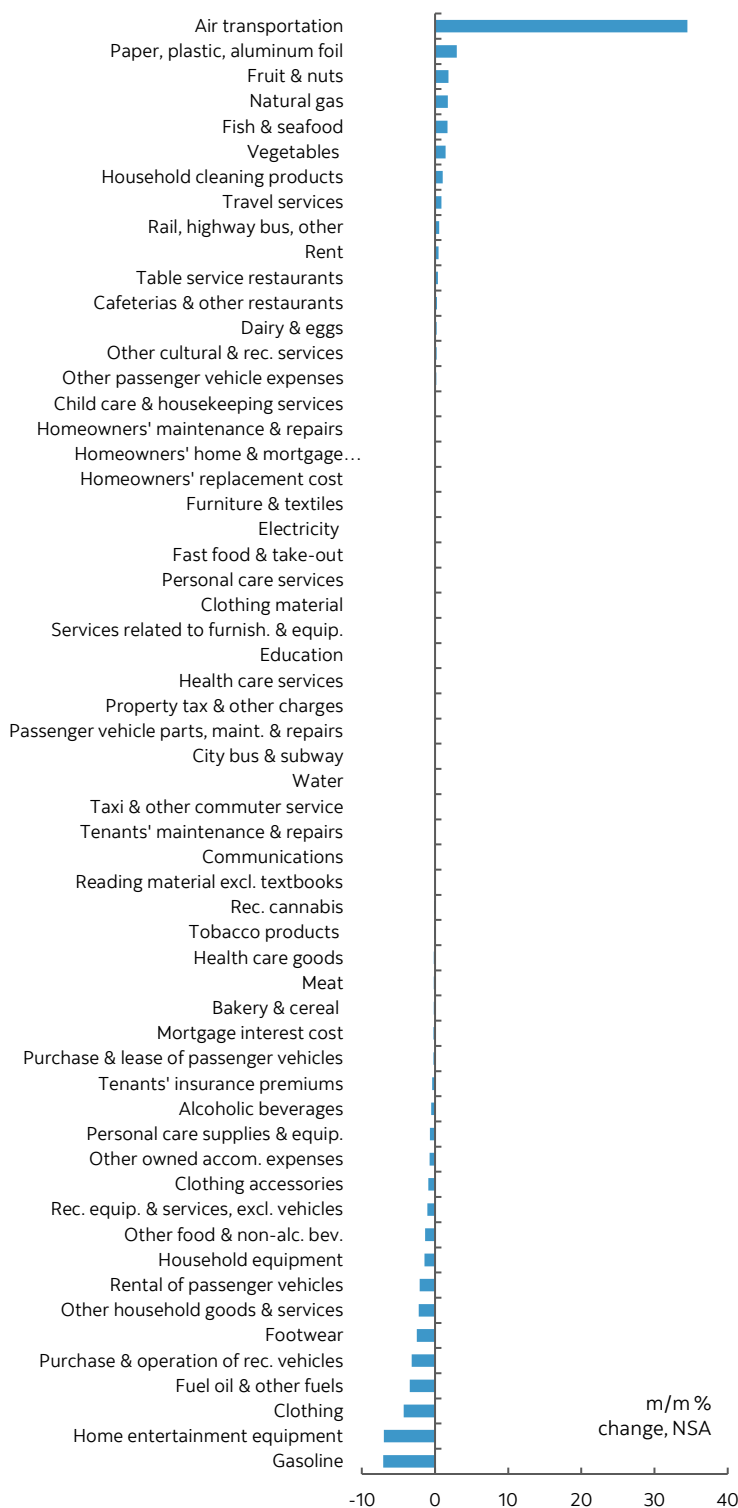 Air transportation
Paper, plastic, aluminum foil
Fruit & nuts
Natural gas
Fish & seafood
Vegetables
Household cleaning products
Travel services
Rail, highway bus, other
Rent
Table service restaurants
Cafeterias & other restaurants
Dairy & eggs
Other cultural & rec. services
Other passenger vehicle expenses
Child care & housekeeping services
Homeowners' maintenance & repairs
Homeowners' home & mortgage…
Homeowners' replacement cost
Furniture & textiles
Electricity
Fast food & take-out
Personal care services
Clothing material
Services related to furnish. & equip.
Education
Health care services
Property tax & other charges
Passenger vehicle parts, maint. & repairs
City bus & subway
Water
Taxi & other commuter service
Tenants' maintenance & repairs
Communications
Reading material excl. textbooks
Rec. cannabis
Tobacco products
Health care goods
Meat
Bakery & cereal
Mortgage interest cost
Purchase & lease of passenger vehicles
Tenants' insurance premiums
Alcoholic beverages
Personal care supplies & equip.
Other owned accom. expenses
Clothing accessories
Rec. equip. & services, excl. vehicles
Other food & non-alc. bev.
Household equipment
Rental of passenger vehicles
Other household goods & services
Footwear
Purchase & operation of rec. vehicles
Fuel oil & other fuels
Clothing
Home entertainment equipment
Gasoline
m/m %
change, NSA
-10 0 10 20 30 40